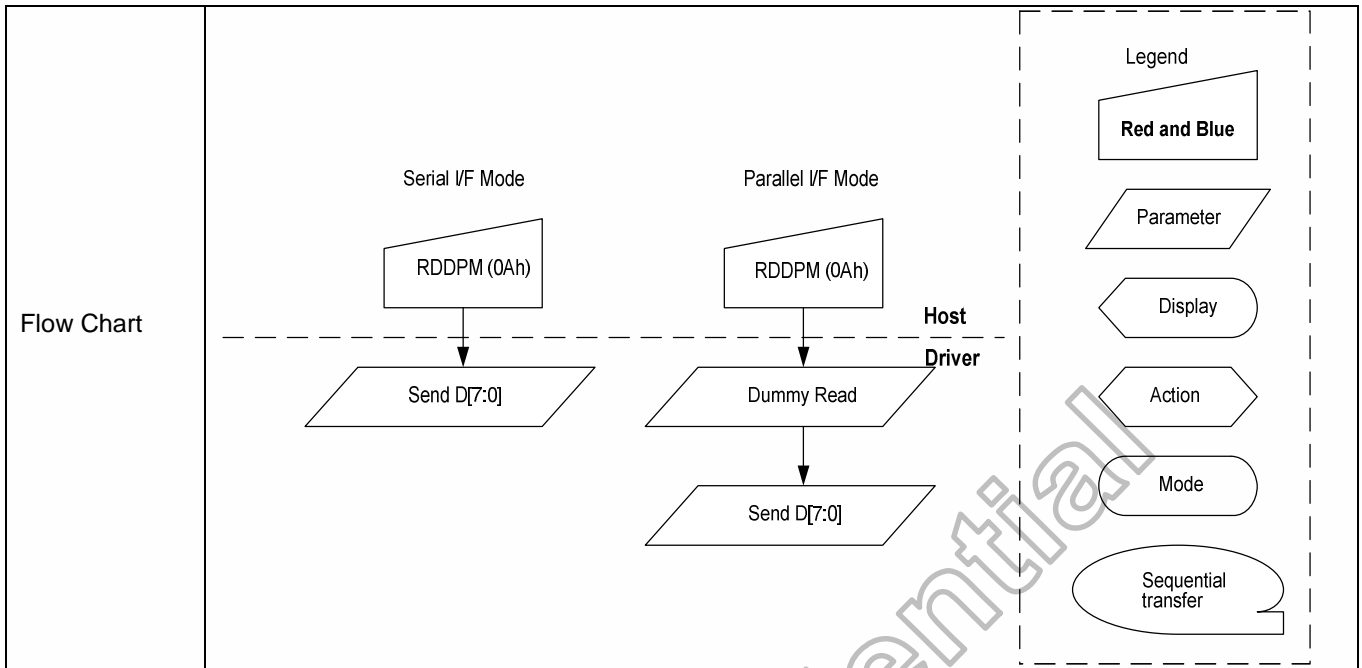 Flow Chart
Serial I/F Mode
Parallel I/F Mode
RDDPM (0Ah)
RDDPM (0Ah)
Host
Driver
Send D[7:0]
Dummy Read
Send D[7:0]
Legend
Red and Blue
Parameter
Display
Action
Mode
Sequential
transfer